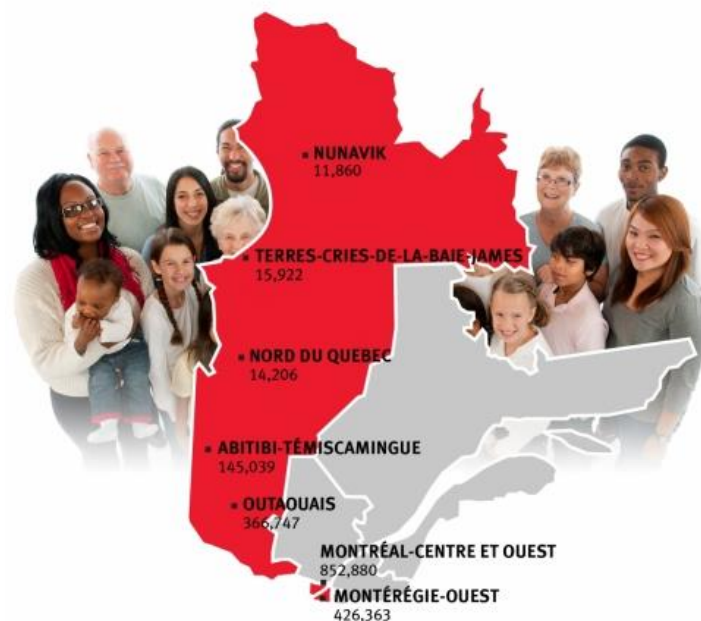 NUNAVIK
11,860
TERRES-CRIES-DE-LA-BAIE-JAMES
15,922
NORD DU QUEBEC
14,206
ABITIBI-TÉMISCAMINGUE
145,039
OUTAOUAIS
366,747
MONTRÉAL-CENTRE ET OUEST
852,880
MONTÉRÉGIE-OUEST
426,363